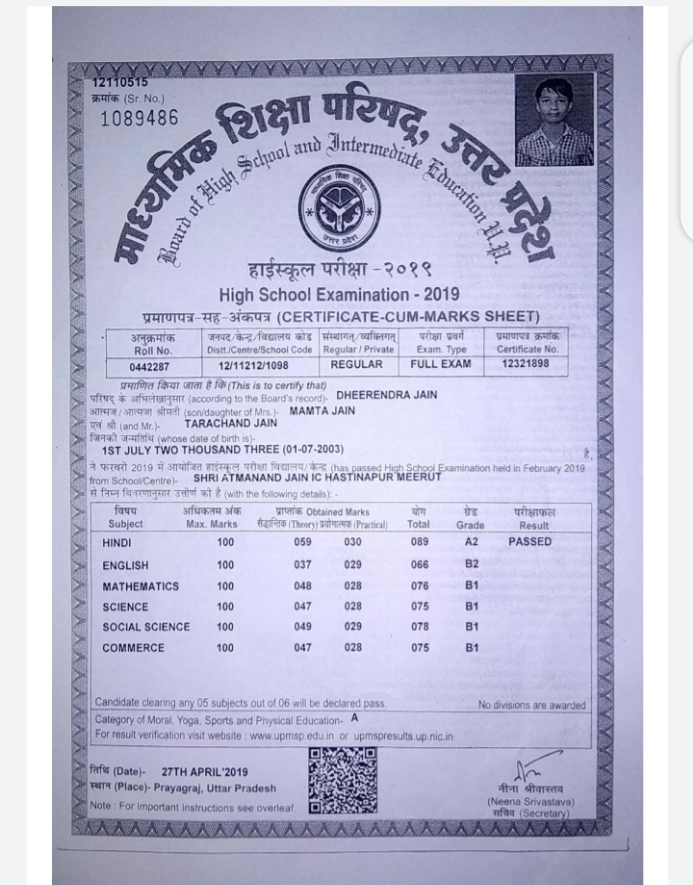 12110515
क्रमांक (Sr. No.)
1089486
माध्यमिक शिक्षा परिषद्, उत्तर प्रदेश
Board of High School and Intermediate Education U.P.
माध्यमिक शिक्षा परिषद्
उत्तर प्रदेश
हाईस्कूल परीक्षा -२०१९
High School Examination - 2019
प्रमाणपत्र-सह-अंकपत्र (CERTIFICATE-CUM-MARKS SHEET)
अनुक्रमांक जनपद/केन्द्र/विद्यालय कोड संस्थागत/व्यक्तिगत परीक्षा प्रवर्ग प्रमाणपत्र क्रमांक
Roll No. Distt./Centre/School Code Regular / Private Exam. Type Certificate No.
0442287 12/11212/1098 REGULAR FULL EXAM 12321898
प्रमाणित किया जाता है कि (This is to certify that)
परिषद् के अभिलेखानुसार (according to the Board's record)- DHEERENDRA JAIN
आत्मज/आत्मजा श्रीमती (son/daughter of Mrs.)- MAMTA JAIN
एवं श्री (and Mr.)- TARACHAND JAIN
जिनकी जन्मतिथि (whose date of birth is)-
1ST JULY TWO THOUSAND THREE (01-07-2003) है,
ने फरवरी 2019 में आयोजित हाईस्कूल परीक्षा विद्यालय/केन्द्र (has passed High School Examination held in February 2019
from School/Centre)- SHRI ATMANAND JAIN IC HASTINAPUR MEERUT
से निम्न विवरणानुसार उत्तीर्ण की है (with the following details): -
विषय अधिकतम अंक प्राप्तांक Obtained Marks योग ग्रेड परीक्षाफल
Subject Max. Marks सैद्धान्तिक (Theory) प्रयोगात्मक (Practical) Total Grade Result
HINDI 100 059 030 089 A2 PASSED
ENGLISH 100 037 029 066 B2
MATHEMATICS 100 048 028 076 B1
SCIENCE 100 047 028 075 B1
SOCIAL SCIENCE 100 049 029 078 B1
COMMERCE 100 047 028 075 B1
Candidate clearing any 05 subjects out of 06 will be declared pass. No divisions are awarded
Category of Moral, Yoga, Sports and Physical Education- A
For result verification visit website : www.upmsp.edu.in or upmspresults.up.nic.in
तिथि (Date)- 27TH APRIL'2019
स्थान (Place)- Prayagraj, Uttar Pradesh
Note : For Important Instructions see overleaf.
नीना श्रीवास्तव
(Neena Srivastava)
सचिव (Secretary)